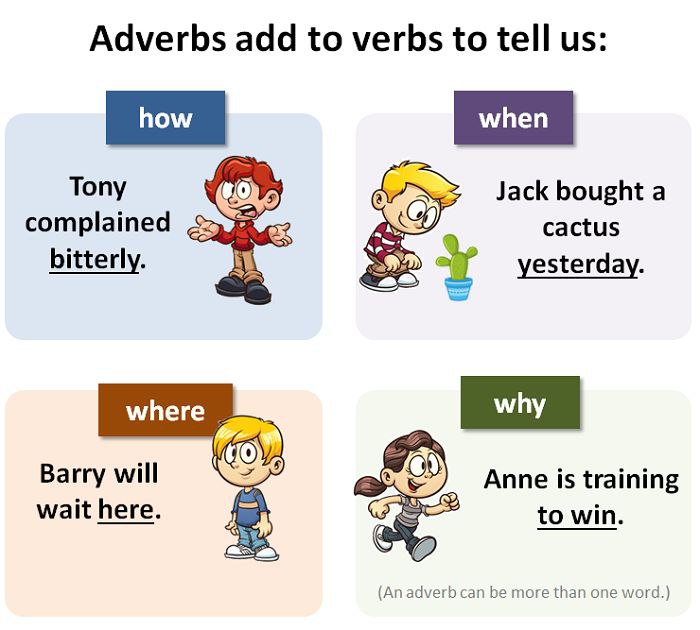 Adverbs add to verbs to tell us:
how
Tony
complained
bitterly.
when
Jack bought a
cactus
yesterday.
where
Barry will
wait here.
why
Anne is training
to win.
(An adverb can be more than one word.)